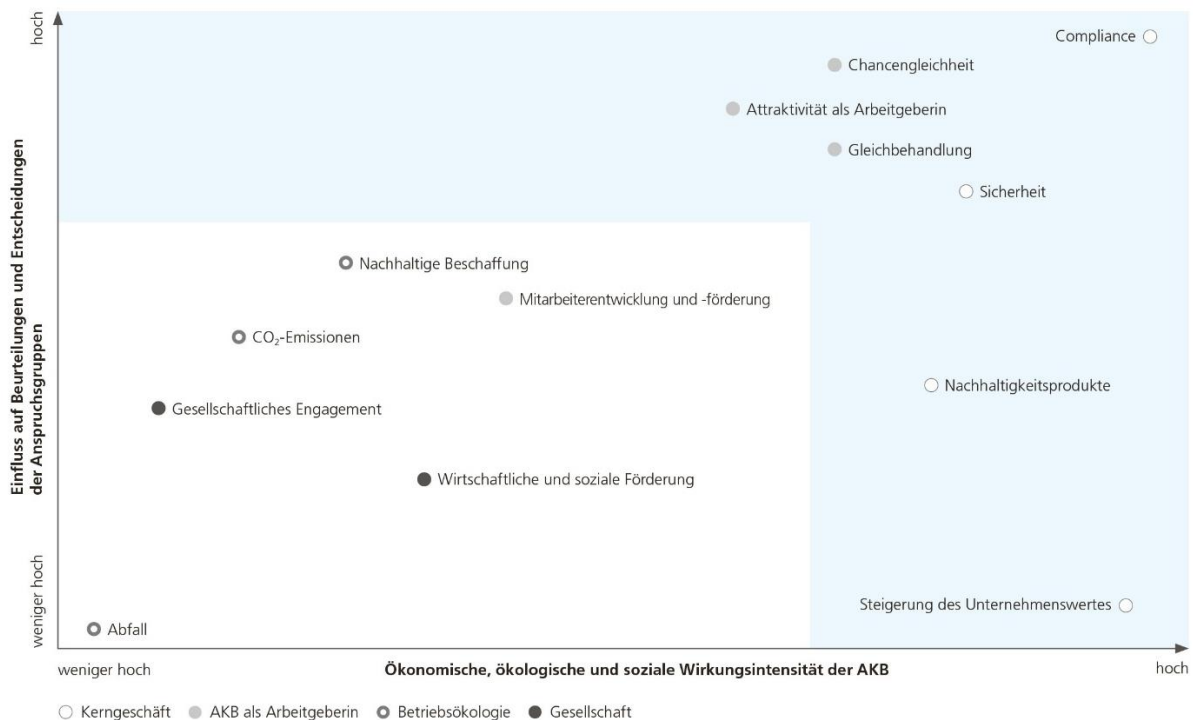 hoch
Compliance
Chancengleichheit
Attraktivität als Arbeitgeberin
Gleichbehandlung
Sicherheit
Einfluss auf Beurteilungen und Entscheidungen
der Anspruchsgruppen
Nachhaltige Beschaffung
Mitarbeiterentwicklung und -förderung
CO₂-Emissionen
Nachhaltigkeitsprodukte
Gesellschaftliches Engagement
Wirtschaftliche und soziale Förderung
weniger hoch
Steigerung des Unternehmenswertes
Abfall
weniger hoch Ökonomische, ökologische und soziale Wirkungsintensität der AKB hoch
Kerngeschäft AKB als Arbeitgeberin Betriebsökologie Gesellschaft